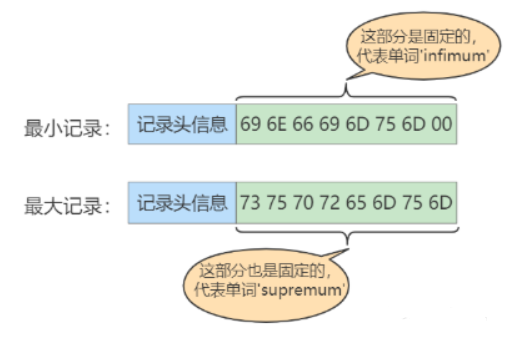 这部分是固定的，
代表单词'infimum'
最小记录：
记录头信息
69 6E 66 69 6D 75 6D 00
最大记录：
记录头信息
73 75 70 72 65 6D 75 6D
这部分也是固定的，
代表单词'supremum'